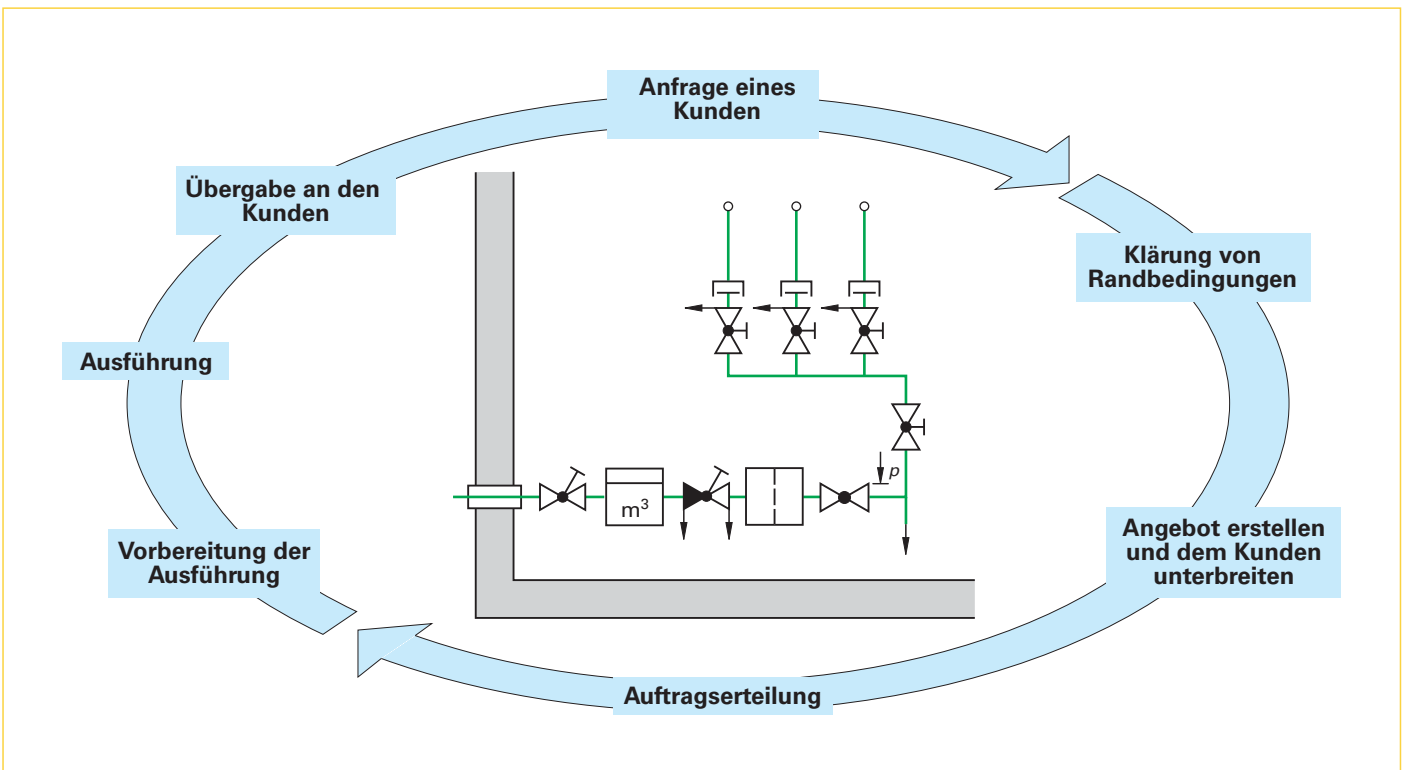 Anfrage eines
Kunden
Klärung von
Randbedingungen
Angebot erstellen
und dem Kunden
unterbreiten
Auftragserteilung
Vorbereitung der
Ausführung
Ausführung
Übergabe an den
Kunden
m³
p